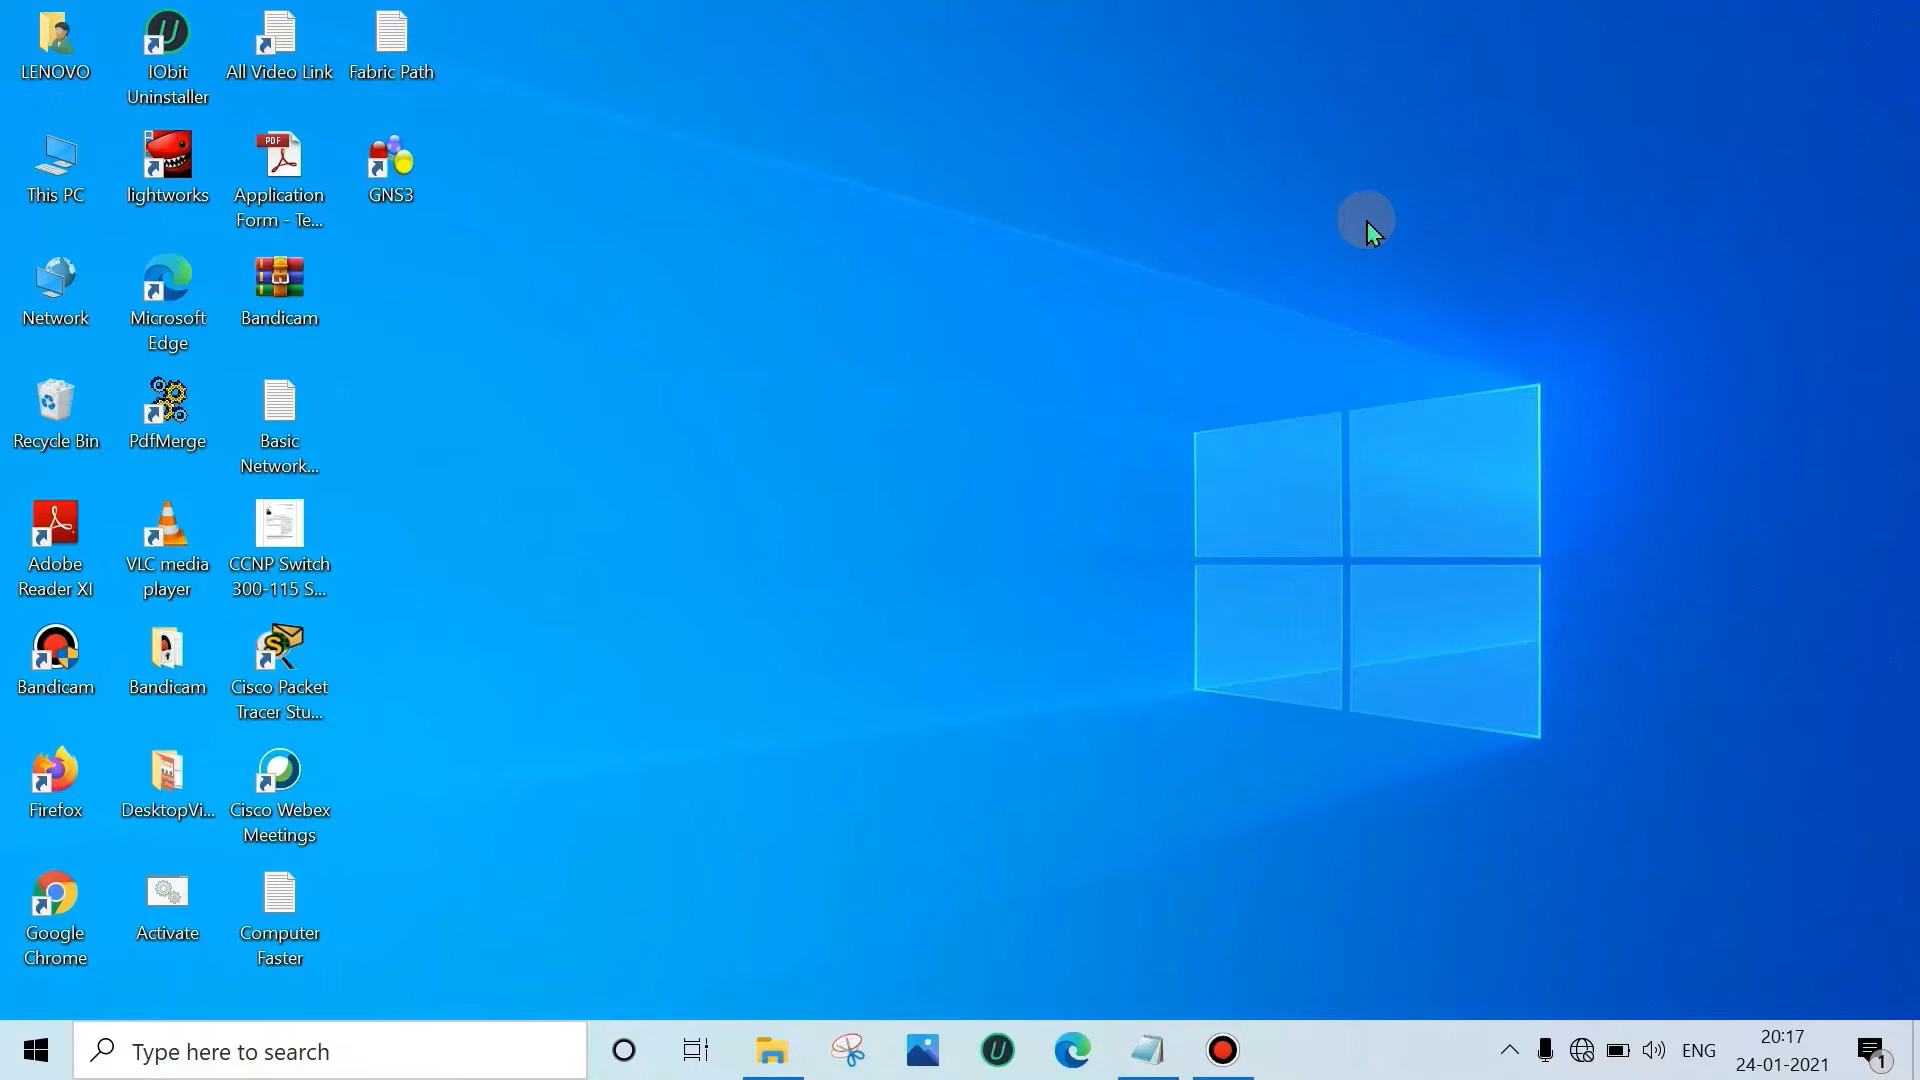 LENOVO
IObit
Uninstaller
All Video Link
Fabric Path
This PC
lightworks
PDF
Application
Form - Te...
GNS3
Network
Microsoft
Edge
Bandicam
Recycle Bin
PdfMerge
Basic
Network...
Adobe
Reader XI
VLC media
player
CCNP Switch
300-115 S...
Bandicam
Bandicam
Cisco Packet
Tracer Stu...
Firefox
DesktopVi...
Cisco Webex
Meetings
Google
Chrome
Activate
Computer
Faster
Type here to search
ENG
20:17
24-01-2021
1